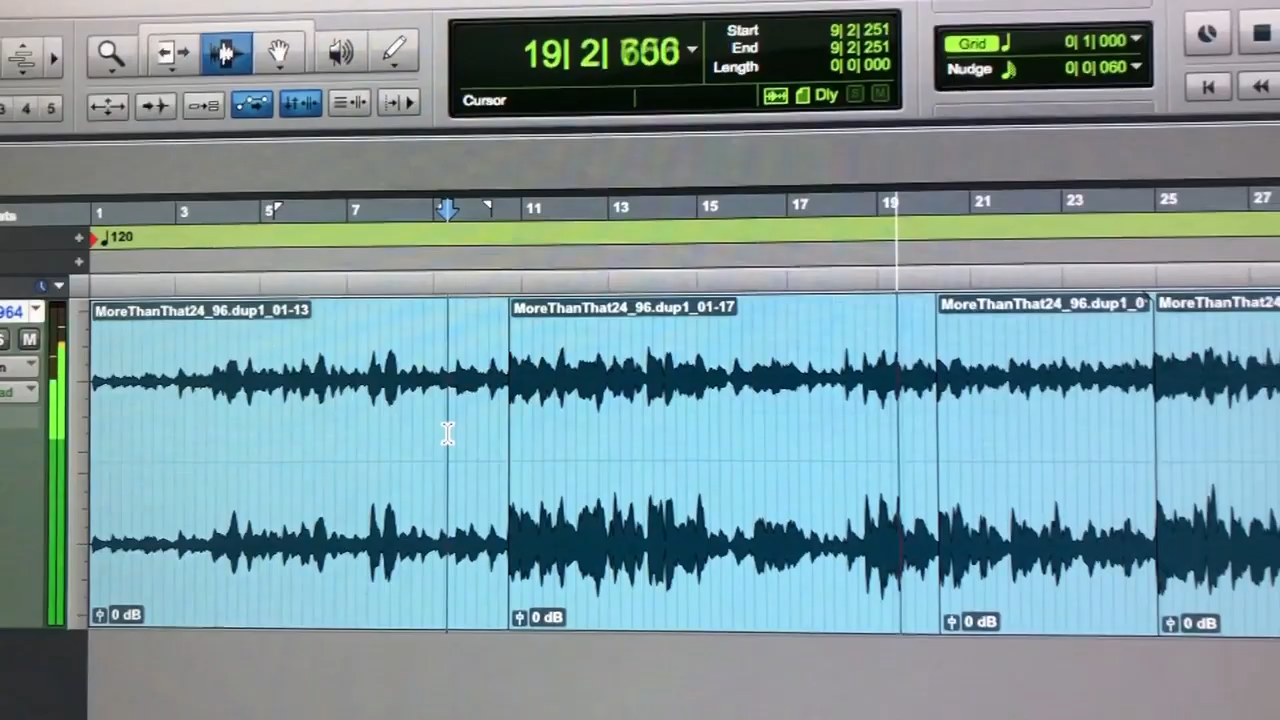 Start 9| 2| 251
19| 2| 666 End 9| 2| 251
Length 0| 0| 000
Cursor Dly S M
Grid 0| 1| 000
Nudge 0| 0| 060
3 4 5
1 3 5 7 11 13 15 17 19 21 23 25 27
120
964
S M
MoreThanThat24_96.dup1_01-13 MoreThanThat24_96.dup1_01-17 MoreThanThat24_96.dup1_0 MoreThanThat24
0 dB 0 dB 0 dB 0 dB